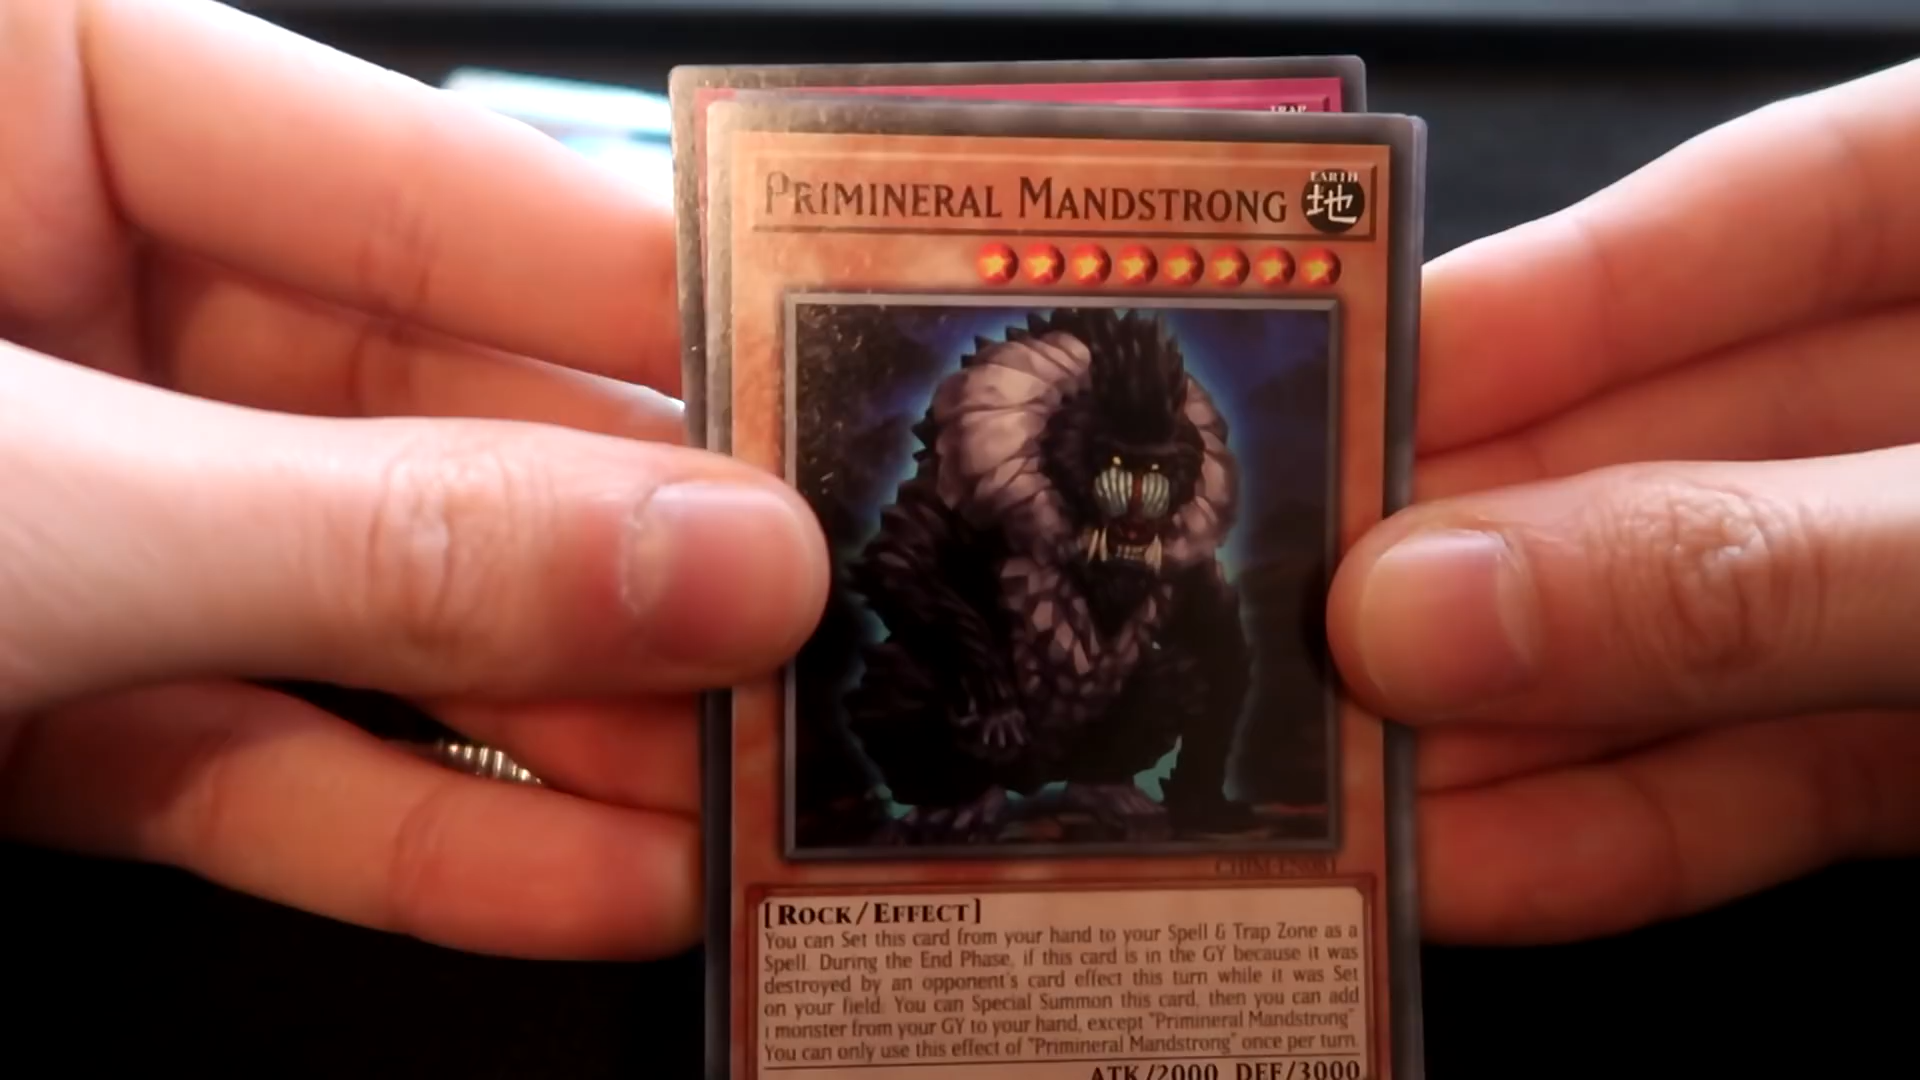 TRAP
PRIMINERAL MANDSTRONG
EARTH
地
CHIM-EN081
[ROCK/EFFECT]
You can Set this card from your hand to your Spell & Trap Zone as a
Spell. During the End Phase, if this card is in the GY because it was
destroyed by an opponent's card effect this turn while it was Set
on your field: You can Special Summon this card, then you can add
1 monster from your GY to your hand, except "Primineral Mandstrong".
You can only use this effect of "Primineral Mandstrong" once per turn.
ATK/2000 DEF/3000